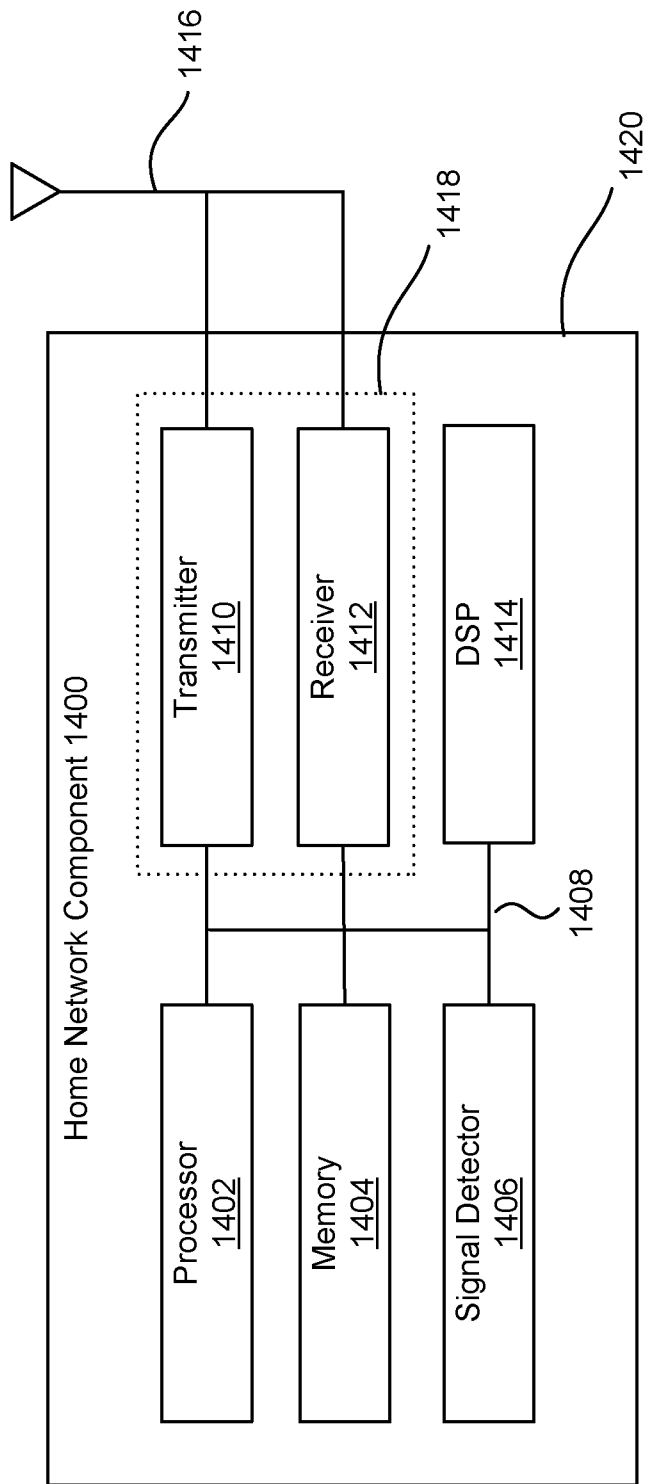 Home Network Component 1400
Processor
1402
Transmitter
1410
Memory
1404
Receiver
1412
Signal Detector
1406
DSP
1414
1408
1416
1418
1420